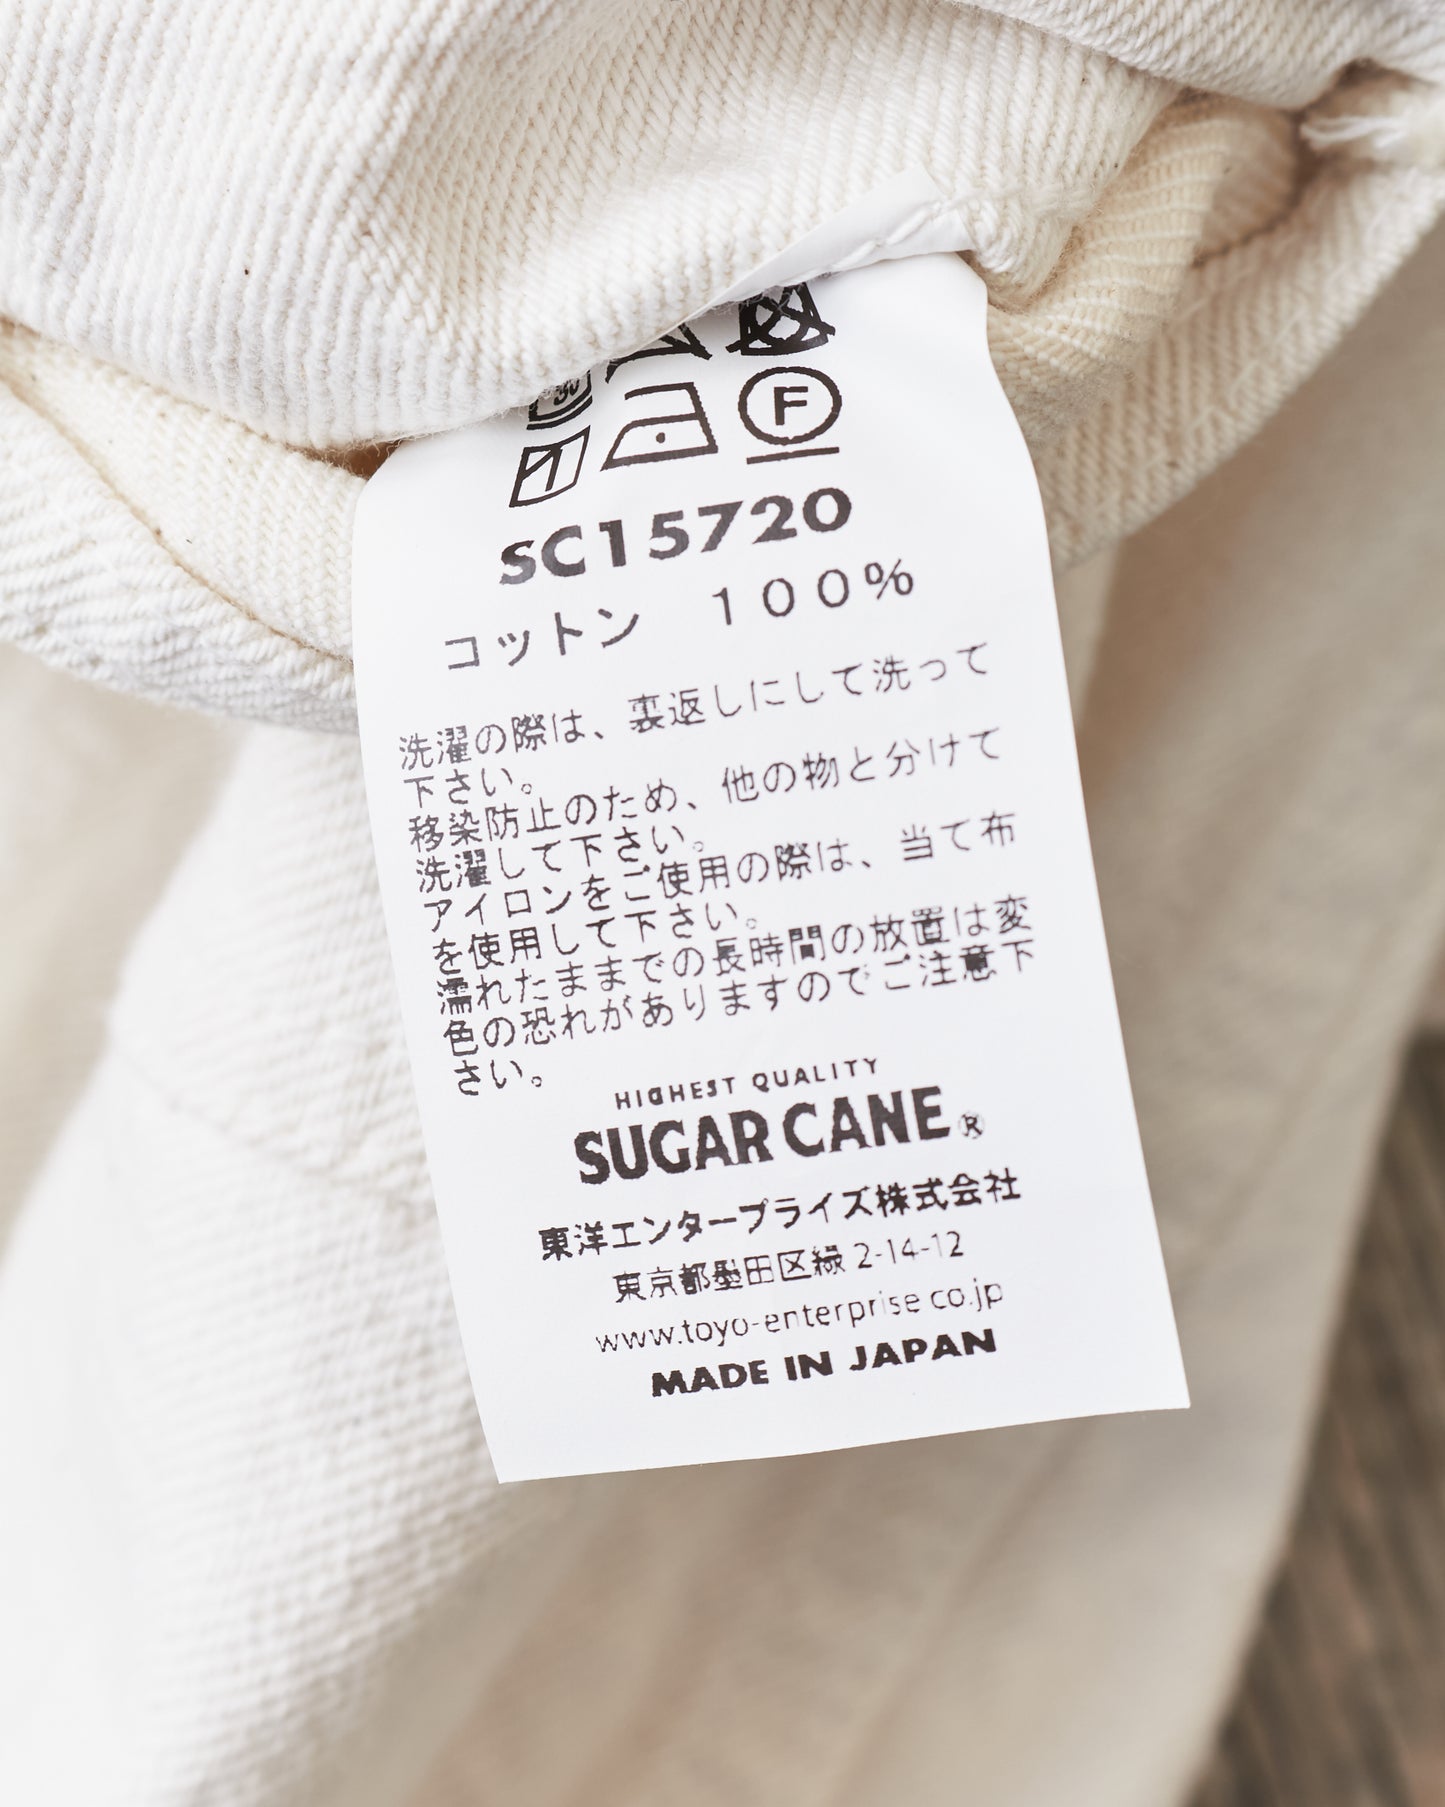 30
F
SC15720
コットン 100%
洗濯の際は、裏返しにして洗って
下さい。
移染防止のため、他の物と分けて
洗濯して下さい。
アイロンをご使用の際は、当て布
を使用して下さい。
濡れたままでの長時間の放置は変
色の恐れがありますのでご注意下
さい。
HIGHEST QUALITY
SUGAR CANE®
東洋エンタープライズ株式会社
東京都墨田区緑 2-14-12
www.toyo-enterprise.co.jp
MADE IN JAPAN